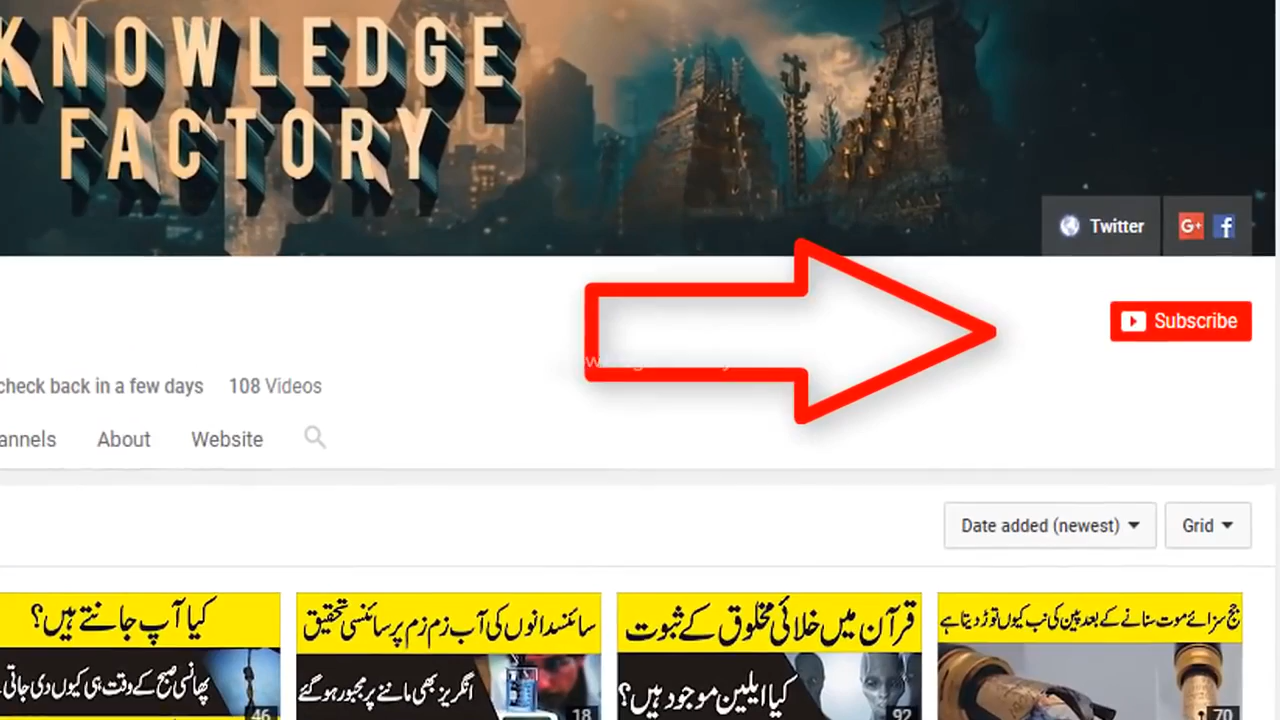 KNOWLEDGE
FACTORY
Twitter
G+ f
Subscribe
check back in a few days 108 Videos
annels About Website
Date added (newest) Grid
کیا آپ جانتے ہیں؟
پھانسی صبح کے وقت ہی کیوں دی جاتی
46
سائنسدانوں کی آب زم زم پر سائنسی تحقیق
انگریز بھی ماننے پر مجبور ہو گئے
18
قرآن میں خلائی مخلوق کے ثبوت
کیا ایلین موجود ہیں؟
92
جج سزائے موت سنانے کے بعد پین کی نب کیوں توڑ دیتا ہے
70